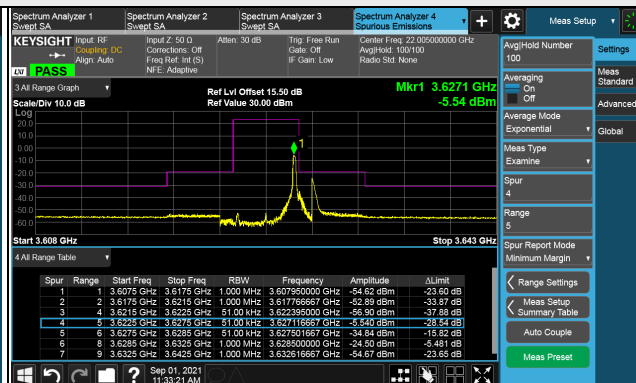 Spectrum Analyzer 1
Swept SA
Spectrum Analyzer 2
Swept SA
Spectrum Analyzer 3
Swept SA
Spectrum Analyzer 4
Spurious Emissions
Meas Setup
KEYSIGHT
Input: RF
Coupling: DC
Align: Auto
Input Z: 50 Ω
Corrections: Off
Freq Ref: Int (S)
NFE: Adaptive
Atten: 30 dB
Trig: Free Run
Gate: Off
IF Gain: Low
Center Freq: 22.005000000 GHz
Avg|Hold: 100/100
Radio Std: None
LXI PASS
3 All Range Graph
Scale/Div 10.0 dB
Ref Lvl Offset 15.50 dB
Ref Value 30.00 dBm
Mkr1 3.6271 GHz
-5.54 dBm
Log
20.0
10.0
0.00
-10.0
-20.0
-30.0
-40.0
-50.0
-60.0
1
Start 3.608 GHz
Stop 3.643 GHz
4 All Range Table
Spur Range Start Freq Stop Freq RBW Frequency Amplitude ΔLimit
1 1 3.6075 GHz 3.6175 GHz 1.000 MHz 3.607950000 GHz -54.62 dBm -23.60 dB
2 2 3.6175 GHz 3.6215 GHz 1.000 MHz 3.617766667 GHz -52.89 dBm -33.87 dB
3 4 3.6215 GHz 3.6225 GHz 51.00 kHz 3.622395000 GHz -56.90 dBm -37.88 dB
4 5 3.6225 GHz 3.6275 GHz 51.00 kHz 3.627116667 GHz -5.540 dBm -28.54 dB
5 6 3.6275 GHz 3.6285 GHz 51.00 kHz 3.627501667 GHz -34.84 dBm -15.82 dB
6 8 3.6285 GHz 3.6325 GHz 1.000 MHz 3.628500000 GHz -24.50 dBm -5.481 dB
7 9 3.6325 GHz 3.6425 GHz 1.000 MHz 3.632616667 GHz -54.67 dBm -23.65 dB
Avg|Hold Number
100
Averaging
On
Off
Average Mode
Exponential
Meas Type
Examine
Spur
4
Range
5
Spur Report Mode
Minimum Margin
Range Settings
Meas Setup
Summary Table
Auto Couple
Meas Preset
Settings
Meas
Standard
Advanced
Global
?
Sep 01, 2021
11:33:21 AM